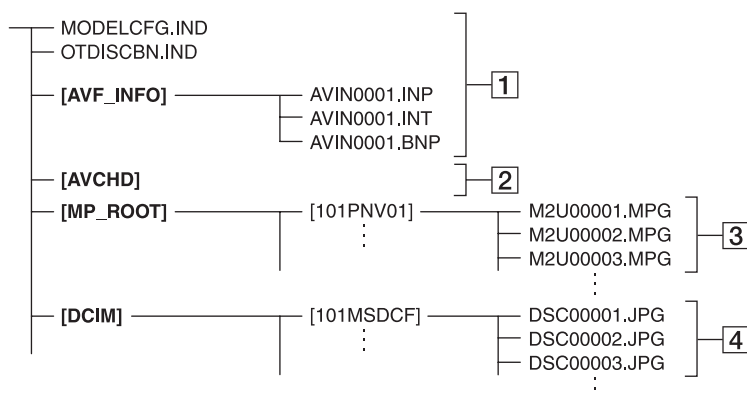 MODELCFG.IND
OTDISCBN.IND
[AVF_INFO] AVIN0001.INP
AVIN0001.INT
AVIN0001.BNP
1
[AVCHD] 2
[MP_ROOT] [101PNV01] M2U00001.MPG
M2U00002.MPG
M2U00003.MPG
3
[DCIM] [101MSDCF] DSC00001.JPG
DSC00002.JPG
DSC00003.JPG
4